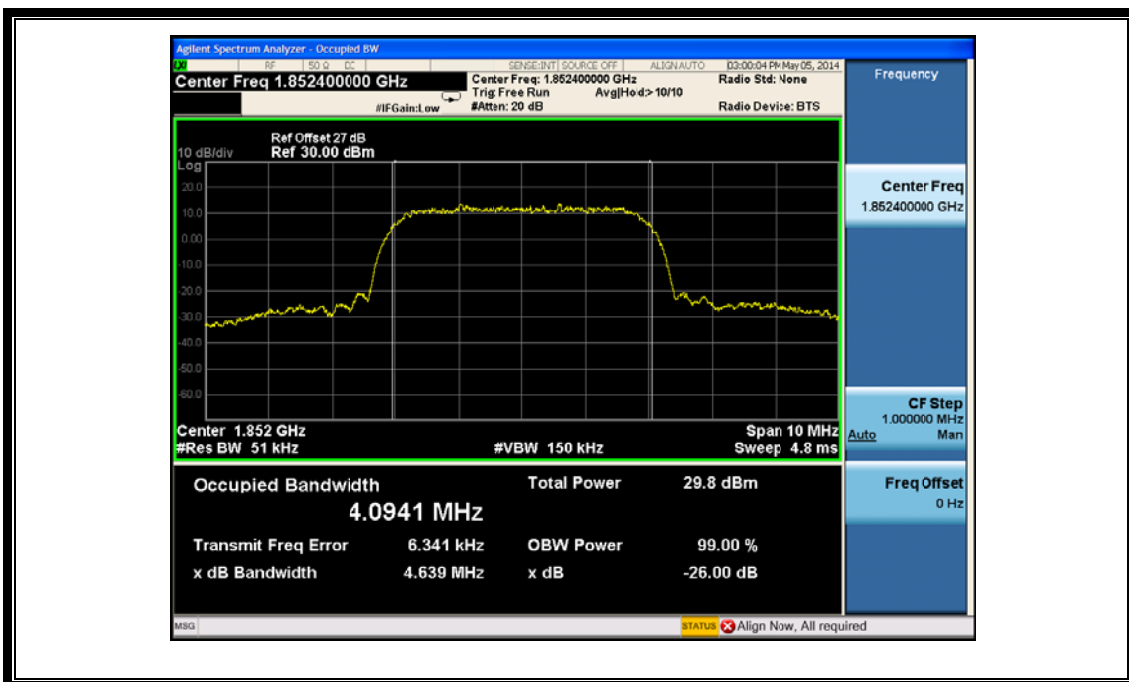 Agilent Spectrum Analyzer - Occupied BW
LXI RF 50 Ω DC SENSE:INT SOURCE OFF ALIGN AUTO 03:00:04 PM May 05, 2014
Center Freq 1.852400000 GHz
Center Freq: 1.852400000 GHz
Radio Std: None
Trig: Free Run Avg|Hold:> 10/10
#IFGain:Low #Atten: 20 dB
Radio Device: BTS
Ref Offset 27 dB
10 dB/div Ref 30.00 dBm
Log
20.0
10.0
0.00
-10.0
-20.0
-30.0
-40.0
-50.0
-60.0
Center 1.852 GHz Span 10 MHz
#Res BW 51 kHz #VBW 150 kHz Sweep 4.8 ms
Occupied Bandwidth Total Power 29.8 dBm
4.0941 MHz
Transmit Freq Error 6.341 kHz OBW Power 99.00 %
x dB Bandwidth 4.639 MHz x dB -26.00 dB
Frequency
Center Freq
1.852400000 GHz
CF Step
1.000000 MHz
Auto Man
Freq Offset
0 Hz
MSG STATUS Align Now, All required